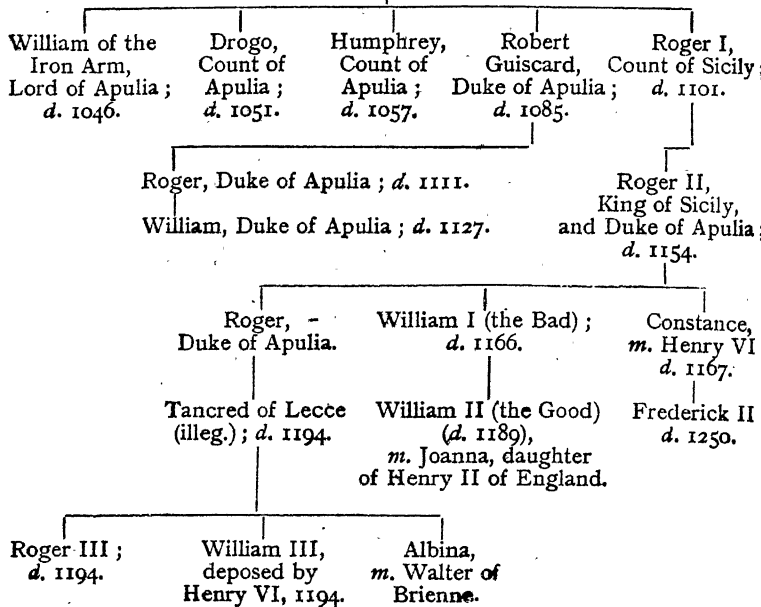 William of the
Iron Arm,
Lord of Apulia ;
d. 1046.
Drogo,
Count of
Apulia ;
d. 1051.
Humphrey,
Count of
Apulia ;
d. 1057.
Robert
Guiscard,
Duke of Apulia ;
d. 1085.
Roger I,
Count of Sicily ;
d. 1101.
Roger, Duke of Apulia ; d. 1111.
William, Duke of Apulia ; d. 1127.
Roger II,
King of Sicily,
and Duke of Apulia ;
d. 1154.
Roger, -
Duke of Apulia.
William I (the Bad) ;
d. 1166.
Constance,
m. Henry VI
d. 1167.
Tancred of Lecce
(illeg.) ; d. 1194.
William II (the Good)
(d. 1189),
m. Joanna, daughter
of Henry II of England.
Frederick II
d. 1250.
Roger III ;
d. 1194.
William III,
deposed by
Henry VI, 1194.
Albina,
m. Walter of
Brienne.